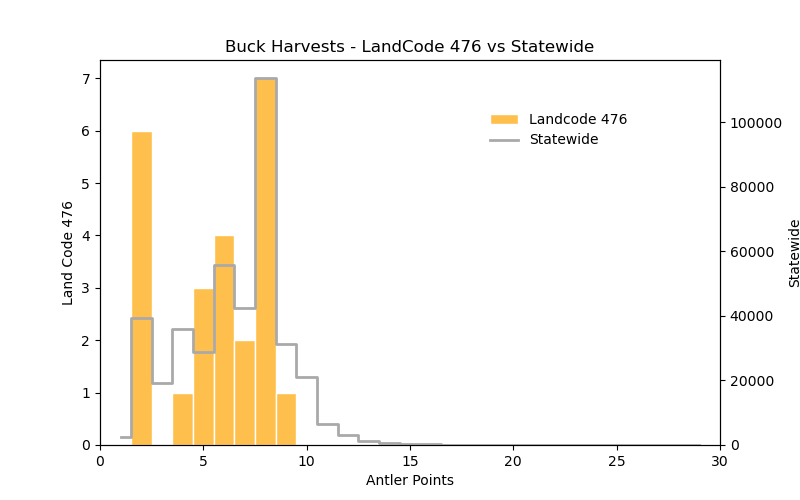 Buck Harvests - LandCode 476 vs Statewide
7
6
5
4
3
2
1
0
Land Code 476
Landcode 476
Statewide
100000
80000
60000
40000
20000
0
Statewide
0 5 10 15 20 25 30
Antler Points